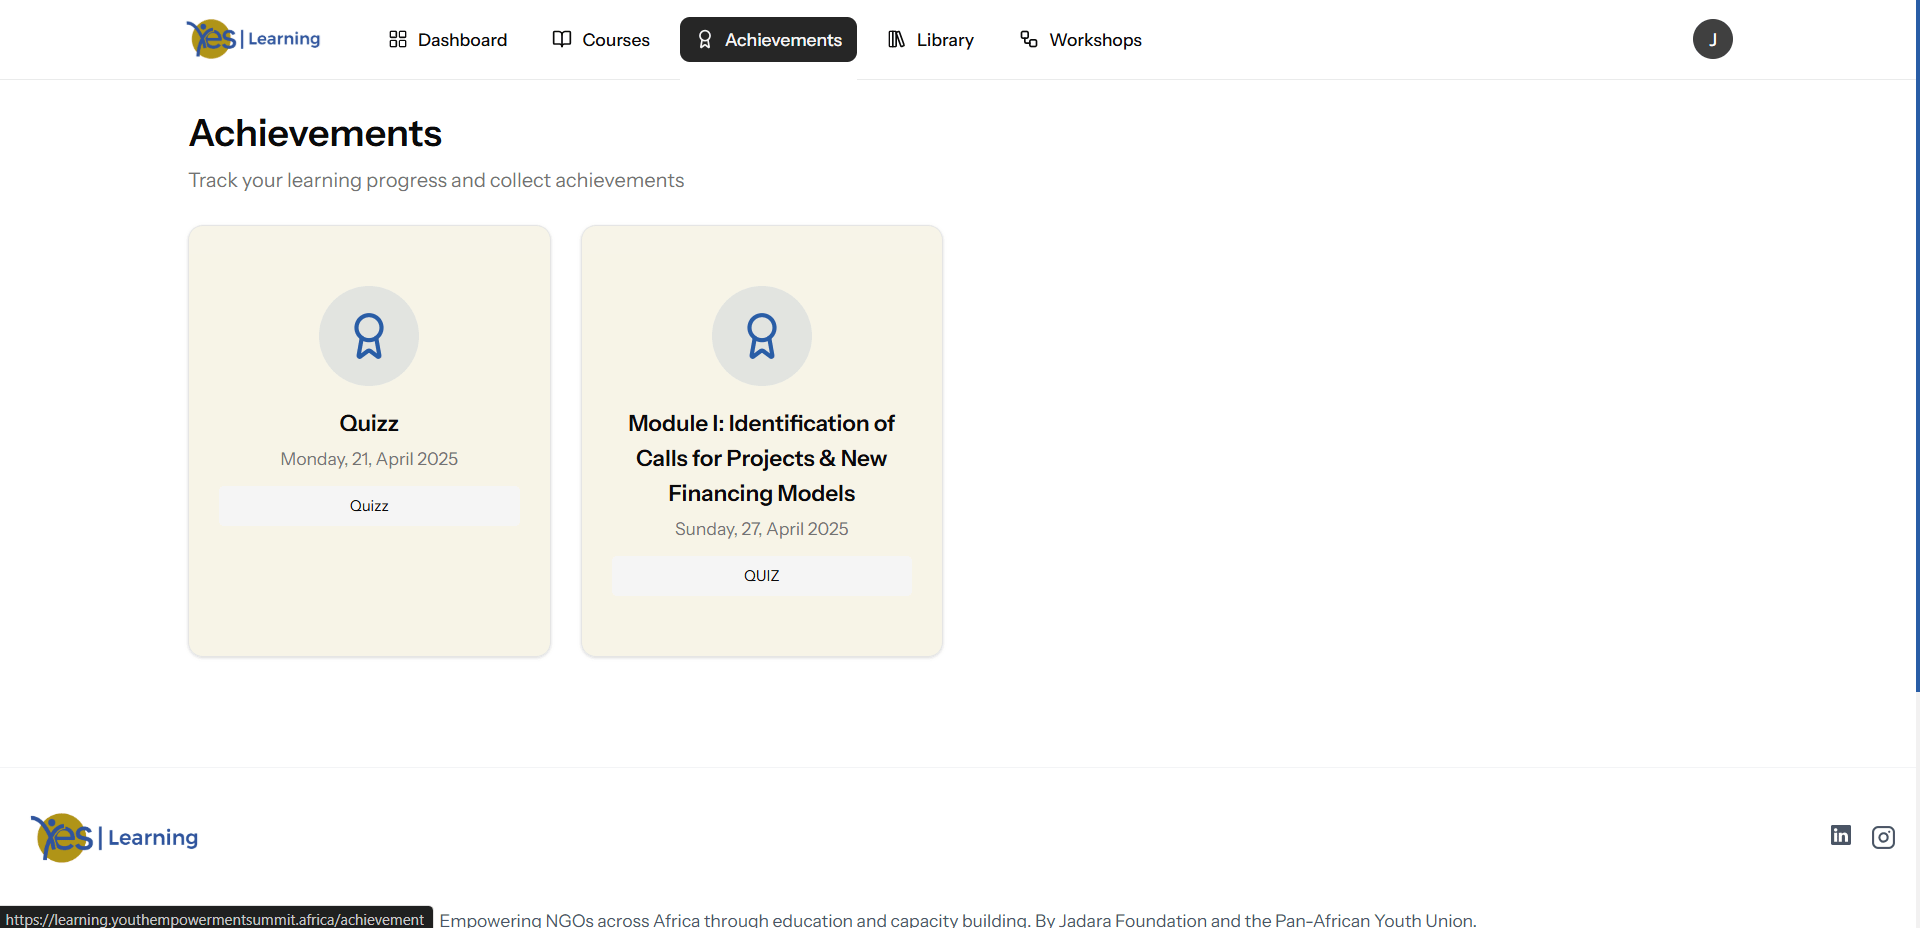 Yes | Learning
Dashboard
Courses
Achievements
Library
Workshops
J
Achievements
Track your learning progress and collect achievements
Quizz
Monday, 21, April 2025
Quizz
Module I: Identification of
Calls for Projects & New
Financing Models
Sunday, 27, April 2025
QUIZ
Yes | Learning
in
https://learning.youthempowermentsummit.africa/achievement
Empowering NGOs across Africa through education and capacity building. By Jadara Foundation and the Pan-African Youth Union.